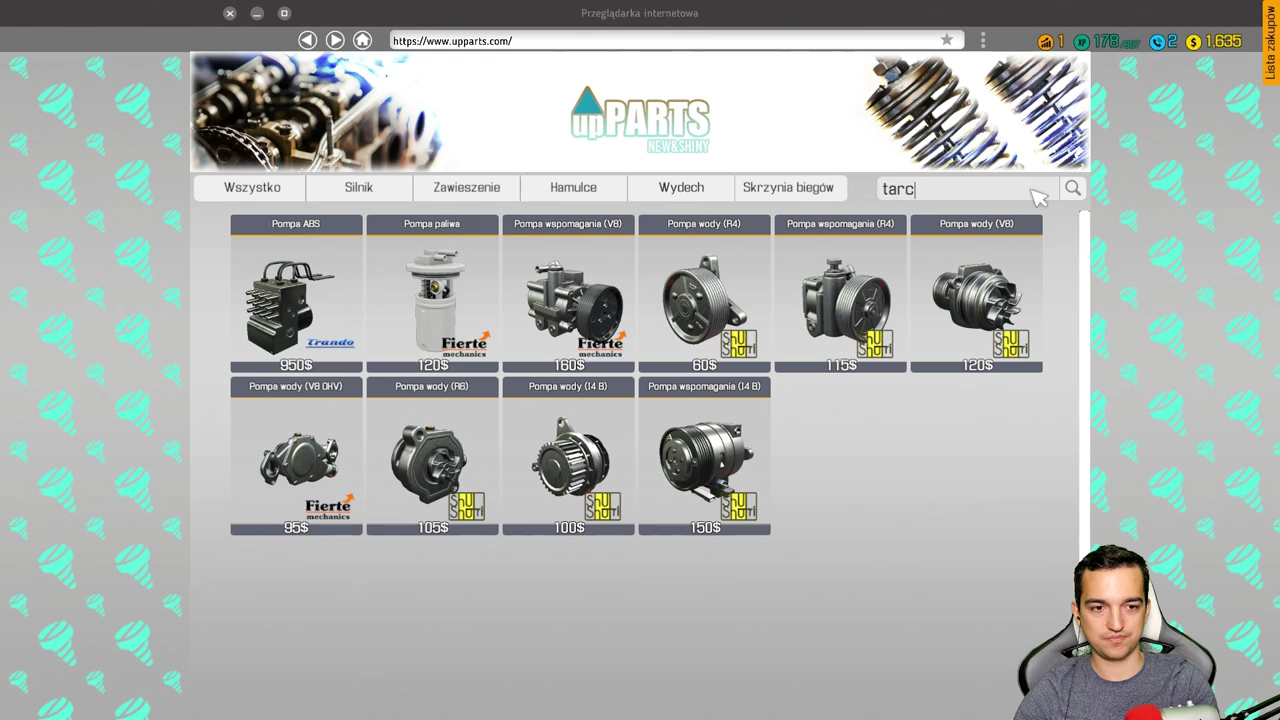 Przeglądarka internetowa
https://www.upparts.com/
1 178 2 $ 1,635
Lista zakupów
upPARTS
NEW&SHINY
Wszystko Silnik Zawieszenie Hamulce Wydech Skrzynia biegów tarc
Pompa ABS Pompa paliwa Pompa wspomagania (V8) Pompa wody (R4) Pompa wspomagania (R4) Pompa wody (V8)
Trando Fierte mechanics Fierte mechanics
950$ 120$ 160$ 60$ 115$ 120$
Pompa wody (V8 OHV) Pompa wody (R6) Pompa wody (I4 B) Pompa wspomagania (I4 B)
Fierte mechanics
95$ 105$ 100$ 150$